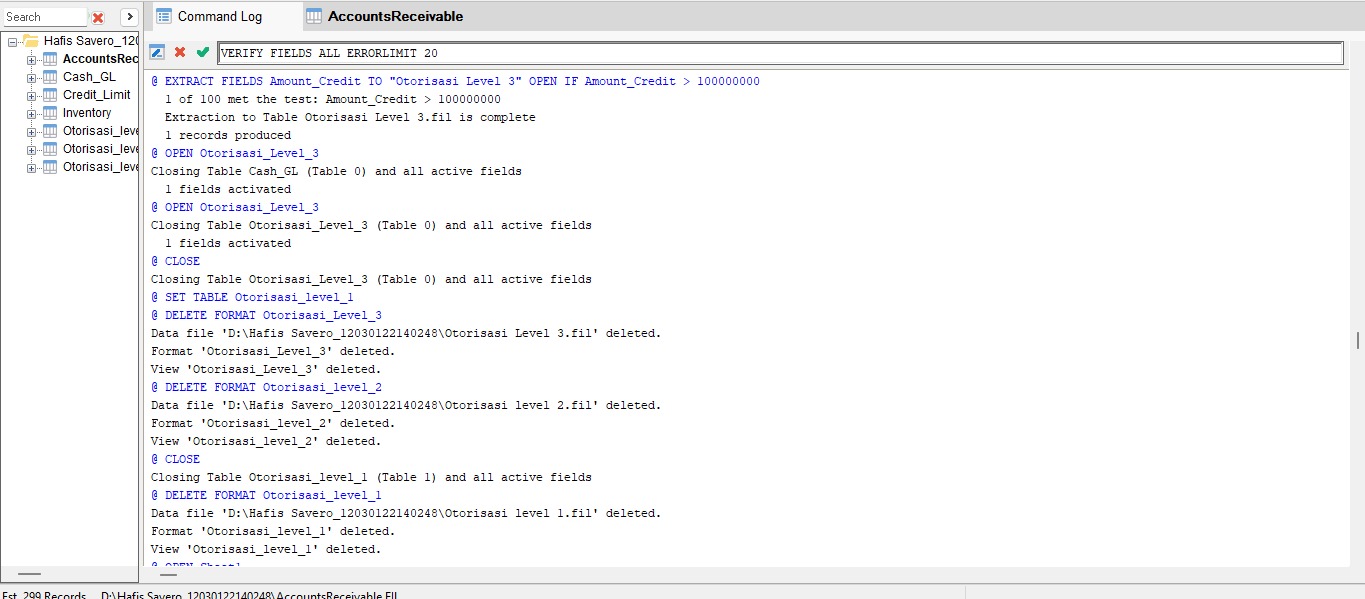 Search
Command Log
AccountsReceivable
Hafis Savero_120
AccountsRec
Cash_GL
Credit_Limit
Inventory
Otorisasi_leve
Otorisasi_leve
Otorisasi_leve
VERIFY FIELDS ALL ERRORLIMIT 20
@ EXTRACT FIELDS Amount_Credit TO "Otorisasi Level 3" OPEN IF Amount_Credit > 100000000
1 of 100 met the test: Amount_Credit > 100000000
Extraction to Table Otorisasi Level 3.fil is complete
1 records produced
@ OPEN Otorisasi_Level_3
Closing Table Cash_GL (Table 0) and all active fields
1 fields activated
@ OPEN Otorisasi_Level_3
Closing Table Otorisasi_Level_3 (Table 0) and all active fields
1 fields activated
@ CLOSE
Closing Table Otorisasi_Level_3 (Table 0) and all active fields
@ SET TABLE Otorisasi_level_1
@ DELETE FORMAT Otorisasi_Level_3
Data file 'D:\Hafis Savero_12030122140248\Otorisasi Level 3.fil' deleted.
Format 'Otorisasi_Level_3' deleted.
View 'Otorisasi_Level_3' deleted.
@ DELETE FORMAT Otorisasi_level_2
Data file 'D:\Hafis Savero_12030122140248\Otorisasi level 2.fil' deleted.
Format 'Otorisasi_level_2' deleted.
View 'Otorisasi_level_2' deleted.
@ CLOSE
Closing Table Otorisasi_level_1 (Table 1) and all active fields
@ DELETE FORMAT Otorisasi_level_1
Data file 'D:\Hafis Savero_12030122140248\Otorisasi level 1.fil' deleted.
Format 'Otorisasi_level_1' deleted.
View 'Otorisasi_level_1' deleted.
@ OPEN Sheet1
Est. 299 Records D:\Hafis Savero_12030122140248\AccountsReceivable.FIL